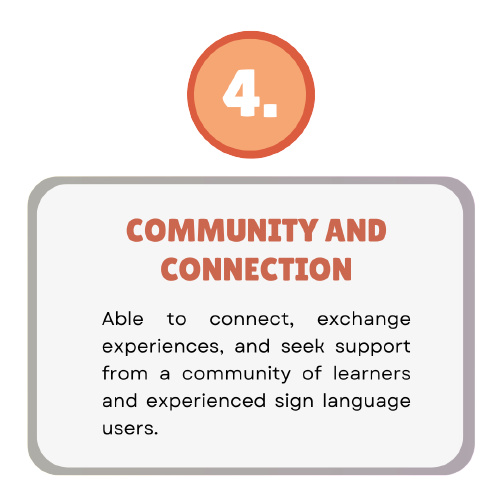 4.
COMMUNITY AND
CONNECTION
Able to connect, exchange
experiences, and seek support
from a community of learners
and experienced sign language
users.